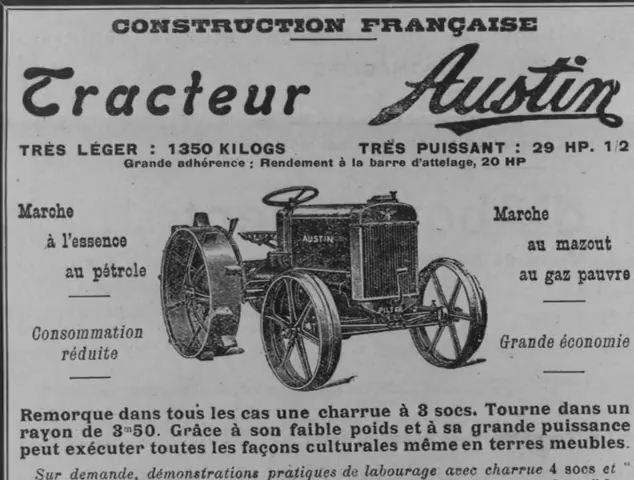 CONSTRUCTION FRANÇAISE
Tracteur Austin
TRÈS LÉGER : 1350 KILOGS TRÈS PUISSANT : 29 HP. 1/2
Grande adhérence ; Rendement à la barre d'attelage, 20 HP
Marche
à l'essence
au pétrole
Consommation
réduite
AUSTIN
Marche
au mazout
au gaz pauvre
Grande économie
Remorque dans tous les cas une charrue à 3 socs. Tourne dans un
rayon de 3m50. Grâce à son faible poids et à sa grande puissance
peut exécuter toutes les façons culturales même en terres meubles.
Sur demande, démonstrations pratiques de labourage avec charrue 4 socs et "